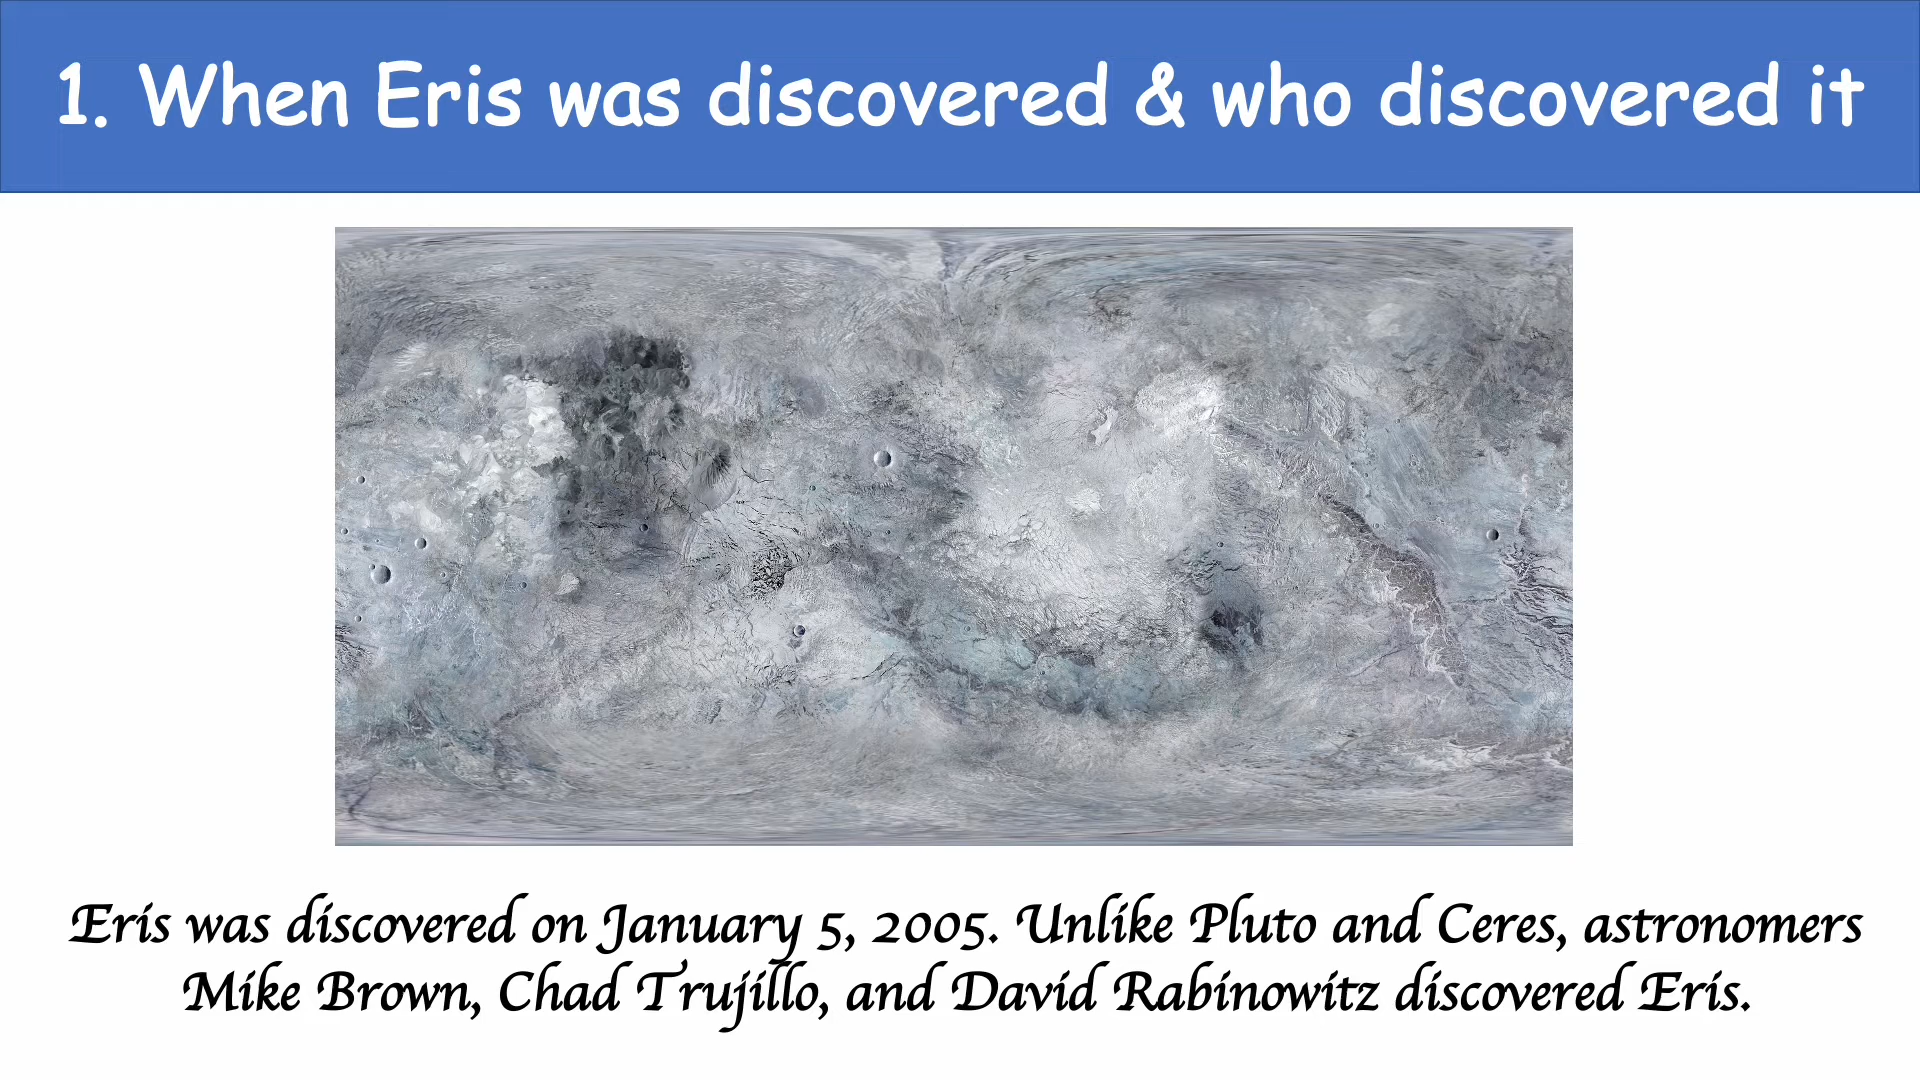 1. When Eris was discovered & who discovered it
Eris was discovered on January 5, 2005. Unlike Pluto and Ceres, astronomers
Mike Brown, Chad Trujillo, and David Rabinowitz discovered Eris.